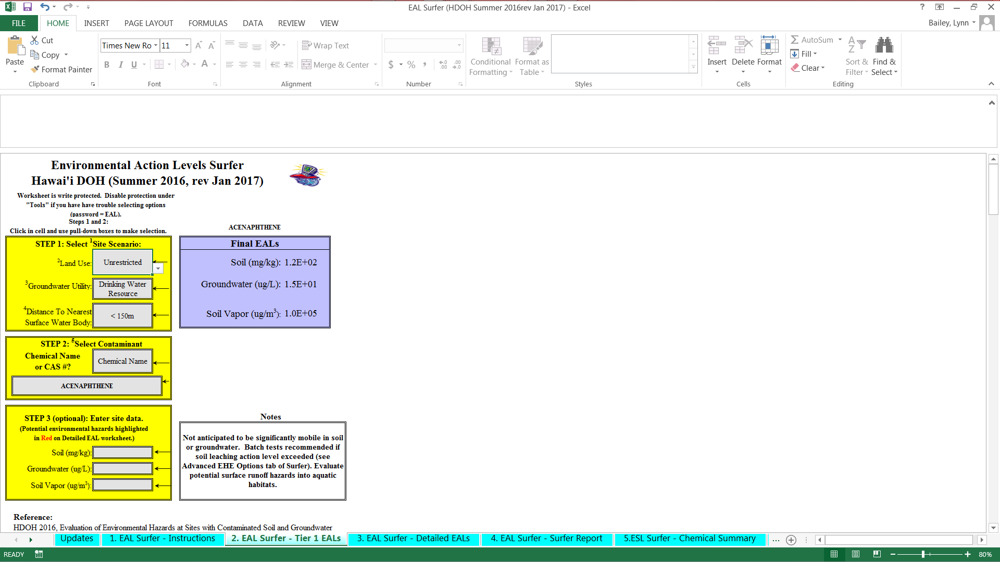 EAL Surfer (HDOH Summer 2016rev Jan 2017) - Excel
?
FILE HOME INSERT PAGE LAYOUT FORMULAS DATA REVIEW VIEW
Bailey, Lynn
Paste
Cut
Copy
Format Painter
Clipboard
Times New Ro 11
B I U
Font
Wrap Text
Merge & Center
Alignment
$ % ,
Number
Conditional Formatting
Format as Table
Styles
Insert Delete Format
Cells
AutoSum
Fill
Clear
Sort & Filter
Find & Select
Editing
Environmental Action Levels Surfer
Hawai'i DOH (Summer 2016, rev Jan 2017)
Worksheet is write protected. Disable protection under
"Tools" if you have have trouble selecting options
(password = EAL).
Steps 1 and 2:
Click in cell and use pull-down boxes to make selection.
STEP 1: Select 1Site Scenario:
2Land Use: Unrestricted
3Groundwater Utility: Drinking Water
Resource
4Distance To Nearest
Surface Water Body: < 150m
ACENAPHTHENE
Final EALs
Soil (mg/kg): 1.2E+02
Groundwater (ug/L): 1.5E+01
Soil Vapor (ug/m3): 1.0E+05
STEP 2: 5Select Contaminant
Chemical Name
or CAS #?
Chemical Name
ACENAPHTHENE
STEP 3 (optional): Enter site data.
(Potential environmental hazards highlighted
in Red on Detailed EAL worksheet.)
Soil (mg/kg):
Groundwater (ug/L):
Soil Vapor (ug/m3):
Notes
Not anticipated to be significantly mobile in soil
or groundwater. Batch tests recommended if
soil leaching action level exceeded (see
Advanced EHE Options tab of Surfer). Evaluate
potential surface runoff hazards into aquatic
habitats.
Reference:
HDOH 2016, Evaluation of Environmental Hazards at Sites with Contaminated Soil and Groundwater
Updates 1. EAL Surfer - Instructions 2. EAL Surfer - Tier 1 EALs 3. EAL Surfer - Detailed EALs 4. EAL Surfer - Surfer Report 5.ESL Surfer - Chemical Summary ...
READY
80%